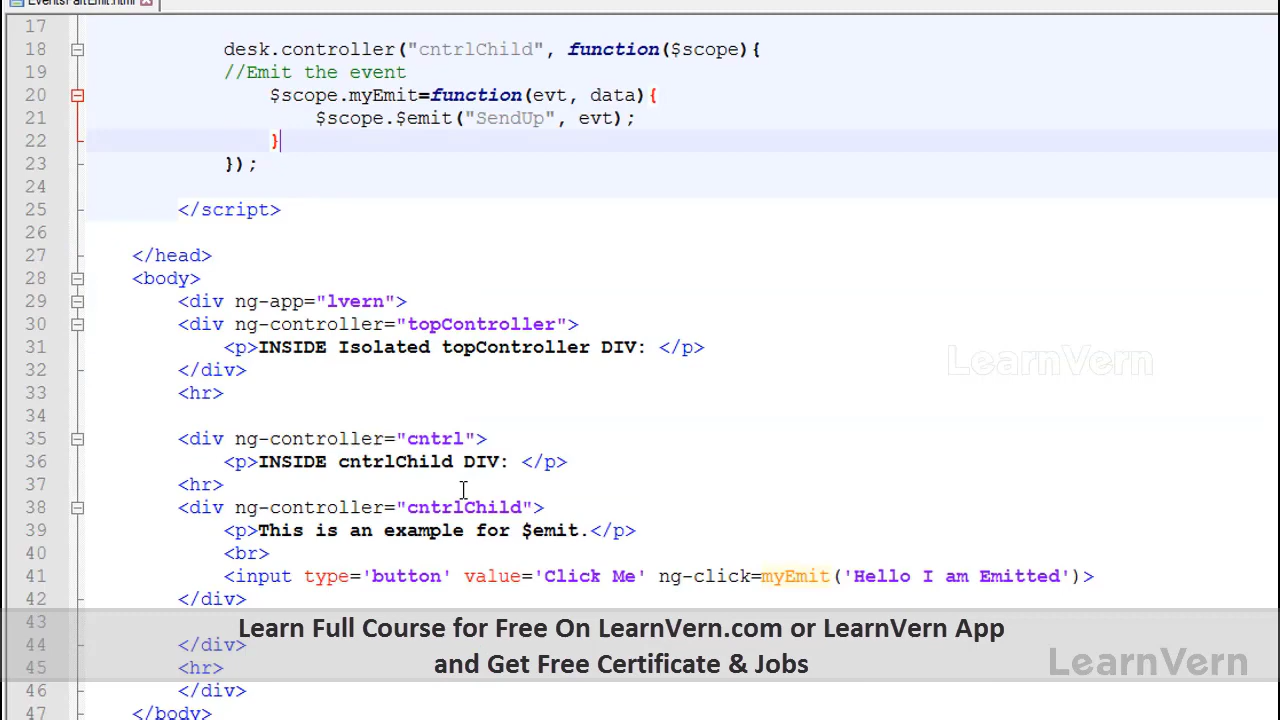 EventsPartEmit.html
17
18 desk.controller("cntrlChild", function($scope){
19 //Emit the event
20 $scope.myEmit=function(evt, data){
21 $scope.$emit("SendUp", evt);
22 }
23 });
24
25 </script>
26
27 </head>
28 <body>
29 <div ng-app="lvern">
30 <div ng-controller="topController">
31 <p>INSIDE Isolated topController DIV: </p>
LearnVern
32 </div>
33 <hr>
34
35 <div ng-controller="cntrl">
36 <p>INSIDE cntrlChild DIV: </p>
37 <hr>
38 <div ng-controller="cntrlChild">
39 <p>This is an example for $emit.</p>
40 <br>
41 <input type='button' value='Click Me' ng-click=myEmit('Hello I am Emitted')>
42 </div>
43
Learn Full Course for Free On LearnVern.com or LearnVern App
44 </div>
45 <hr>
and Get Free Certificate & Jobs
LearnVern
46 </div>
47 </body>